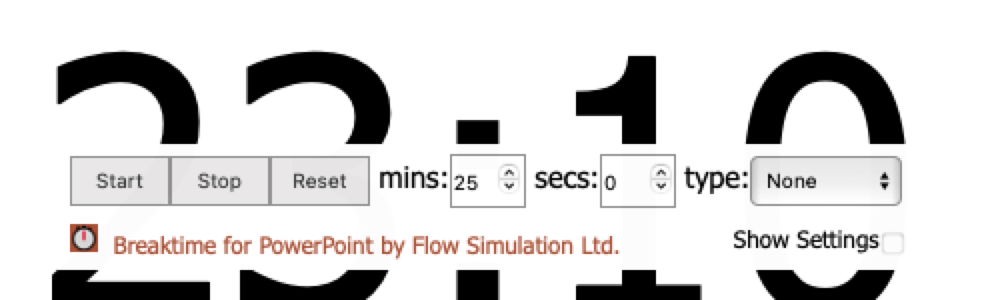 23:10
Start Stop Reset mins: 25 secs: 0 type: None
Breaktime for PowerPoint by Flow Simulation Ltd. Show Settings